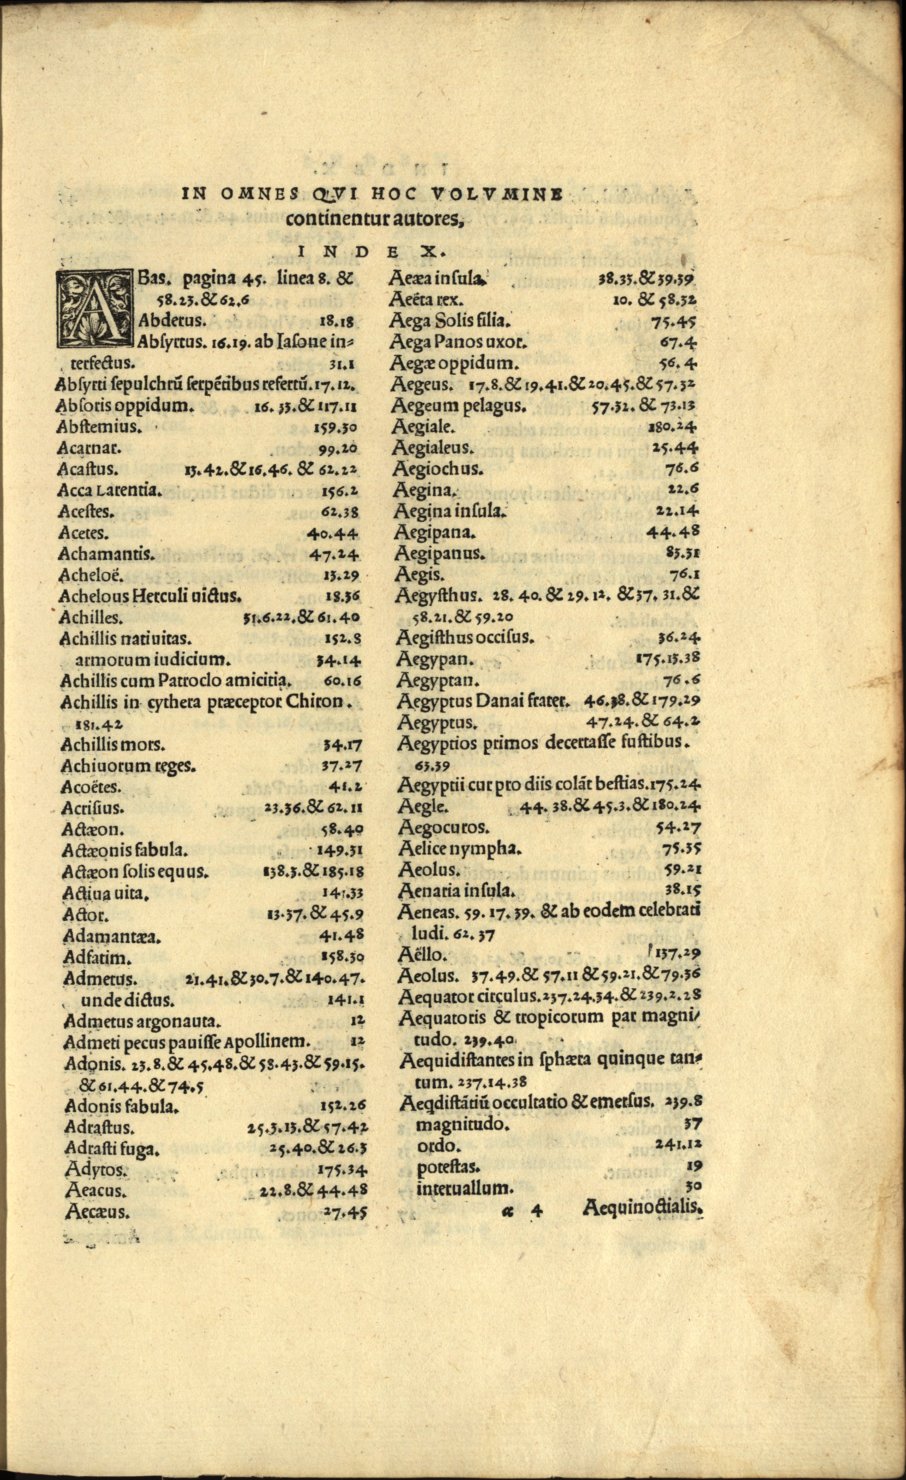 IN OMNES QVI HOC VOLVMINE
continentur autores,
INDEX.
ABas. pagina 45. linea 8. &
58.23.& 62.6
Abderus. 18.18
Absyrtus. 16.19. ab Iasone in-
terfectus. 31.1
Absyrti sepulchrũ serpẽtibus refertũ.17.12.
Absoris oppidum. 16.33.& 117.11
Abstemius. 159.30
Acarnar. 99.20
Acastus. 13.42.& 16.46. & 62.22
Acca Larentia. 156.2
Acestes. 62.38
Acetes. 40.44
Achamantis. 47.24
Acheloë. 13.29
Achelous Herculi uictus. 18.36
Achilles. 31.6.22.& 61.40
Achillis natiuitas. 152.8
armorum iudicium. 34.14
Achillis cum Patroclo amicitia. 60.16
Achillis in cythera præceptor Chiron.
181.42
Achillis mors. 34.17
Achiuorum reges. 37.27
Acoëtes. 41.2
Acrisius. 23.36.& 62.11
Actæon. 58.40
Actæonis fabula. 149.31
Actæon solis equus. 138.3.& 185.18
Actiua uita. 141.33
Actor. 13.37.& 45.9
Adamantæa. 41.48
Adfatim. 158.30
Admetus. 21.41.& 30.7.& 140.47.
unde dictus. 141.1
Admetus argonauta. 12
Admeti pecus pauisse Apollinem. 12
Adonis. 23.8.& 45.48.& 58.43.& 59.15.
& 61.44.& 74.5
Adonis fabula. 152.26
Adrastus. 25.3.13.& 57.42
Adrasti fuga. 25.40.& 26.3
Adytos. 175.34
Aeacus. 22.8.& 44.48
Aecæus. 27.45
Aeæa insula. 38.35.& 39.39
Aeëta rex. 10. & 58.32
Aega Solis filia. 75.45
Aega Panos uxor. 67.4
Aegæ oppidum. 56.4
Aegeus. 17.8.& 19.41.& 20.45.& 57.32
Aegeum pelagus. 57.32. & 73.13
Aegiale. 180.24
Aegialeus. 25.44
Aegiochus. 76.6
Aegina. 22.6
Aegina insula. 22.14
Aegipana. 44.48
Aegipanus. 83.31
Aegis. 76.1
Aegysthus. 28.40.& 29.12. & 37.31.&
58.21.& 59.20
Aegisthus occisus. 36.24
Aegypan. 175.13.38
Aegyptan. 76.6
Aegyptus Danai frater. 46.38.& 179.29
Aegyptus. 47.24.& 64.2
Aegyptios primos decertasse fustibus.
63.39
Aegyptii cur pro diis colãt bestias.175.24
Aegle. 44.38.& 45.3.& 180.24
Aegocuros. 54.27
Aelice nympha. 75.35
Aeolus. 59.21
Aenaria insula. 38.15
Aeneas. 59.17.39. & ab eodem celebrati
ludi. 62.37
Aëllo. 137.29
Aeolus. 37.49.& 57.11 & 59.21.& 79.36
Aequator circulus.237.24.34.& 239.2.28
Aequatoris & tropicorum par magni/
tudo. 239.40
Aequidistantes in sphæra quinque tan-
tum. 237.14.38
Aeqdistãtiũ occultatio & emersus. 239.8
magnitudo. 37
ordo. 241.12
potestas. 19
interuallum. 30
α 4 Aequinoctialis.